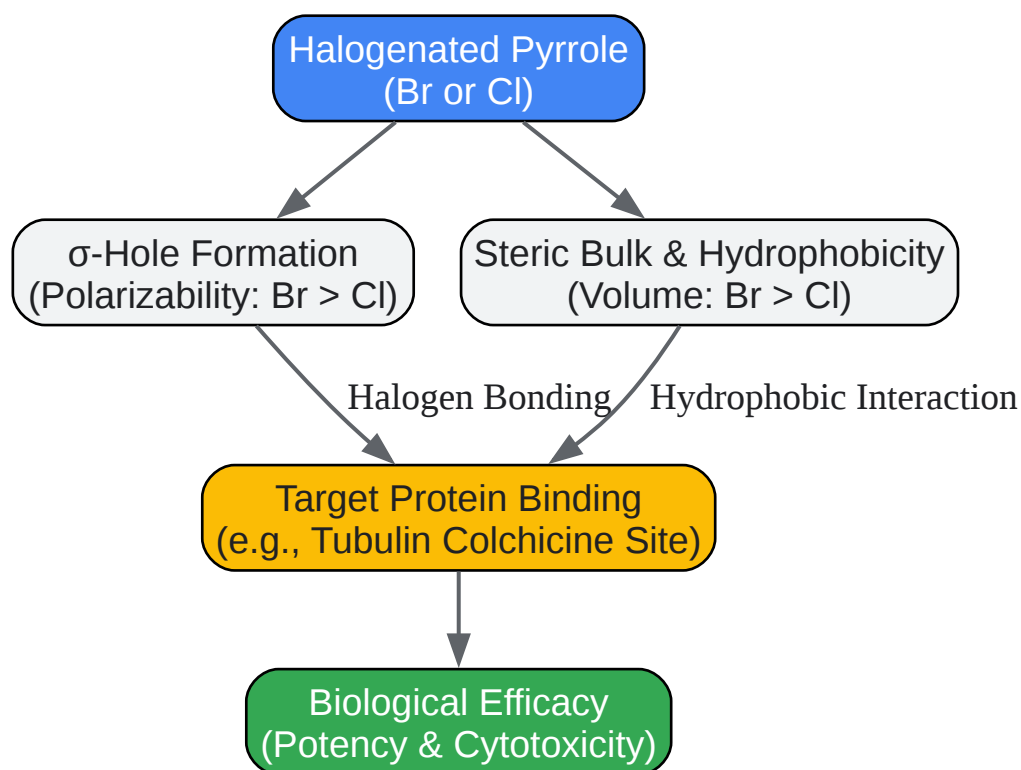 Halogenated Pyrrole
(Br or Cl)
σ-Hole Formation
(Polarizability: Br > Cl)
Steric Bulk & Hydrophobicity
(Volume: Br > Cl)
Halogen Bonding
Hydrophobic Interaction
Target Protein Binding
(e.g., Tubulin Colchicine Site)
Biological Efficacy
(Potency & Cytotoxicity)